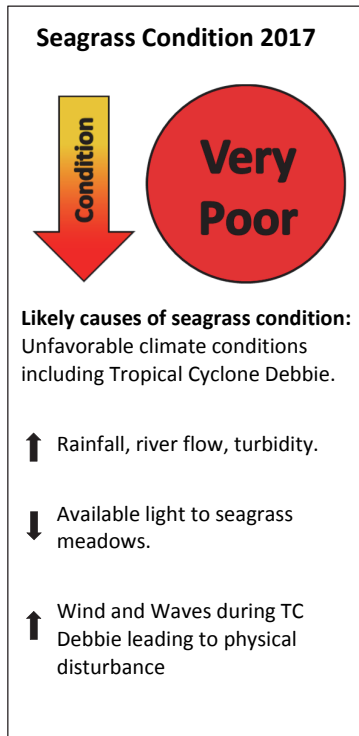 Seagrass Condition 2017
Condition
Very
Poor
Likely causes of seagrass condition:
Unfavorable climate conditions
including Tropical Cyclone Debbie.
Rainfall, river flow, turbidity.
Available light to seagrass
meadows.
Wind and Waves during TC
Debbie leading to physical
disturbance